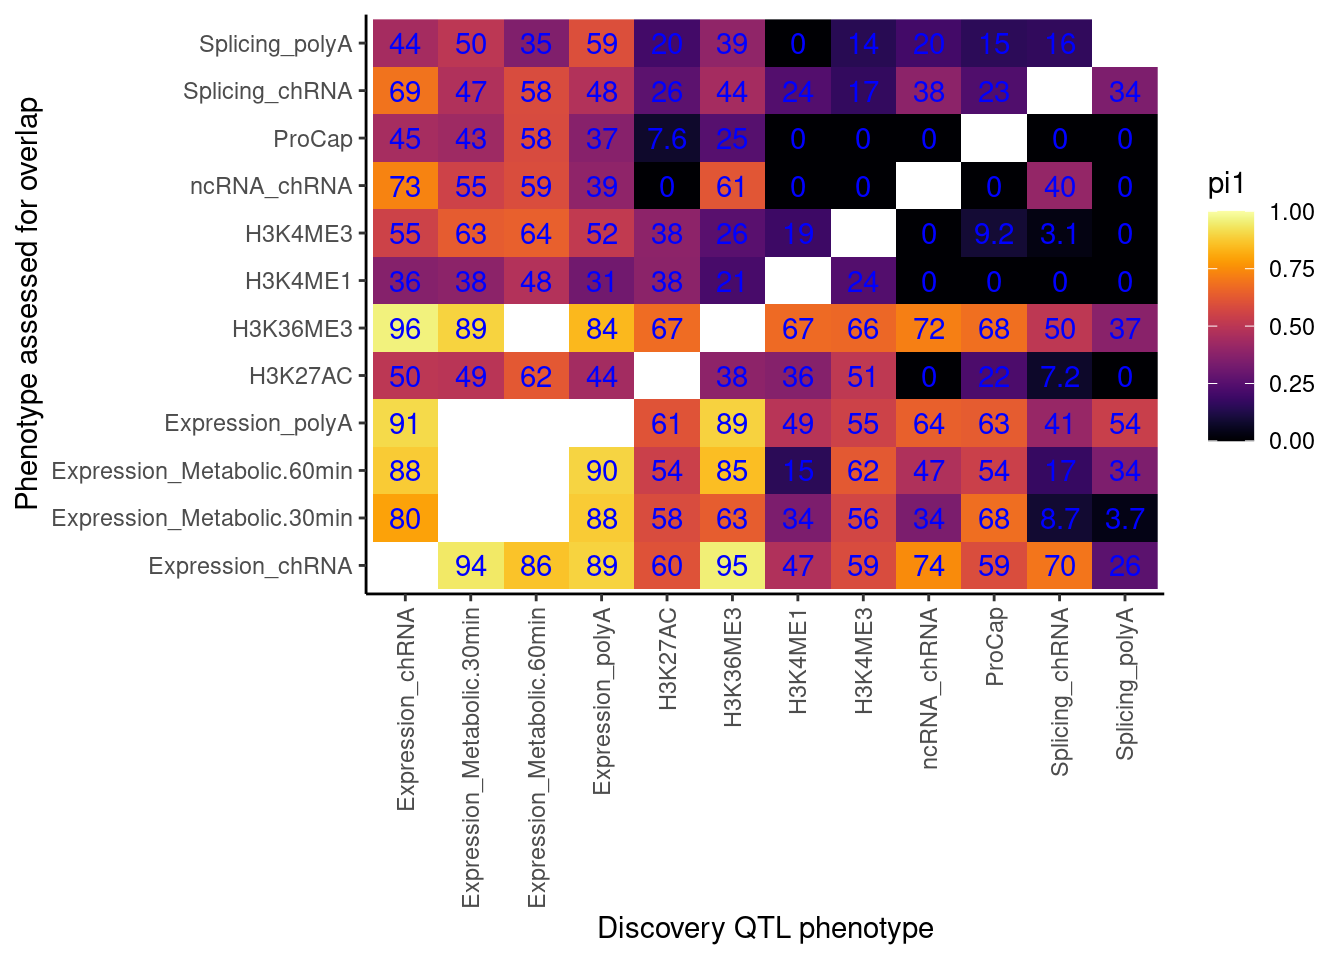 Phenotype assessed for overlap
Splicing_polyA 44 50 35 59 20 39 0 14 20 15 16
Splicing_chRNA 69 47 58 48 26 44 24 17 38 23 34
ProCap 45 43 58 37 7.6 25 0 0 0 0 0
ncRNA_chRNA 73 55 59 39 0 61 0 0 0 40 0
H3K4ME3 55 63 64 52 38 26 19 0 9.2 3.1 0
H3K4ME1 36 38 48 31 38 21 24 0 0 0 0
H3K36ME3 96 89 84 67 67 66 72 68 50 37
H3K27AC 50 49 62 44 38 36 51 0 22 7.2 0
Expression_polyA 91 61 89 49 55 64 63 41 54
Expression_Metabolic.60min 88 90 54 85 15 62 47 54 17 34
Expression_Metabolic.30min 80 88 58 63 34 56 34 68 8.7 3.7
Expression_chRNA 94 86 89 60 95 47 59 74 59 70 26
Expression_chRNA
Expression_Metabolic.30min
Expression_Metabolic.60min
Expression_polyA
H3K27AC
H3K36ME3
H3K4ME1
H3K4ME3
ncRNA_chRNA
ProCap
Splicing_chRNA
Splicing_polyA
Discovery QTL phenotype
pi1
1.00
0.75
0.50
0.25
0.00